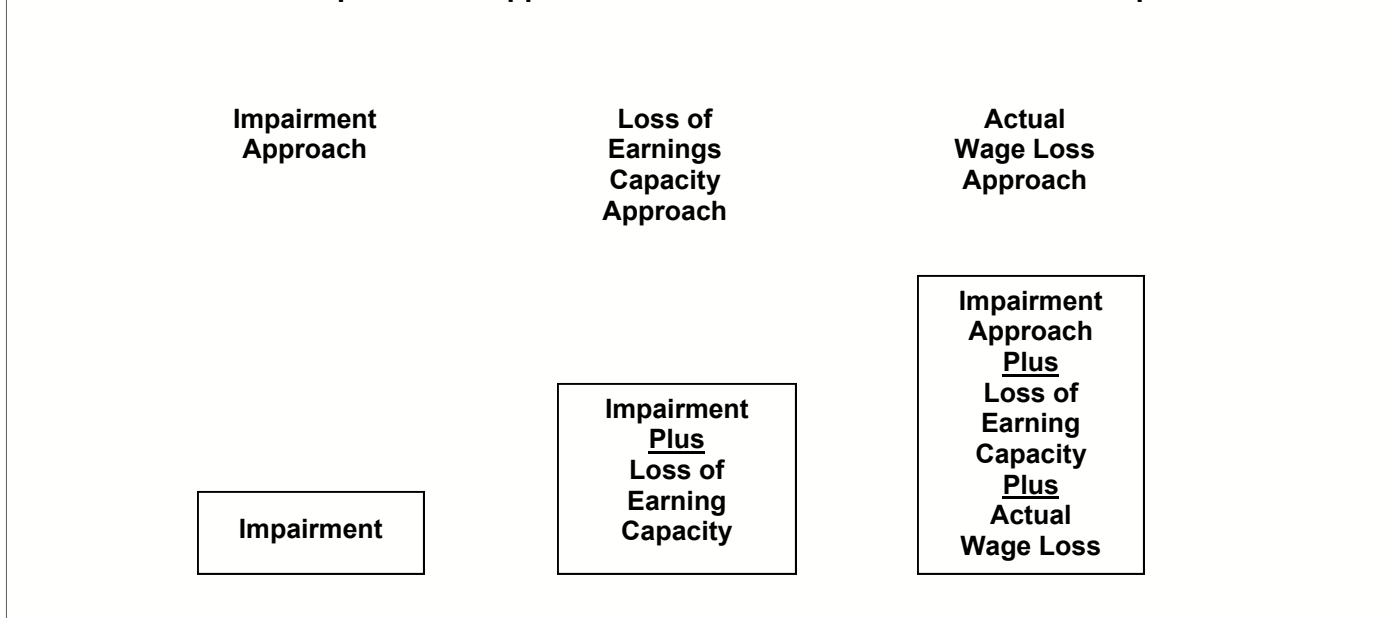 Impairment
Approach
Loss of
Earnings
Capacity
Approach
Actual
Wage Loss
Approach
Impairment
Impairment
Plus
Loss of
Earning
Capacity
Impairment
Approach
Plus
Loss of
Earning
Capacity
Plus
Actual
Wage Loss